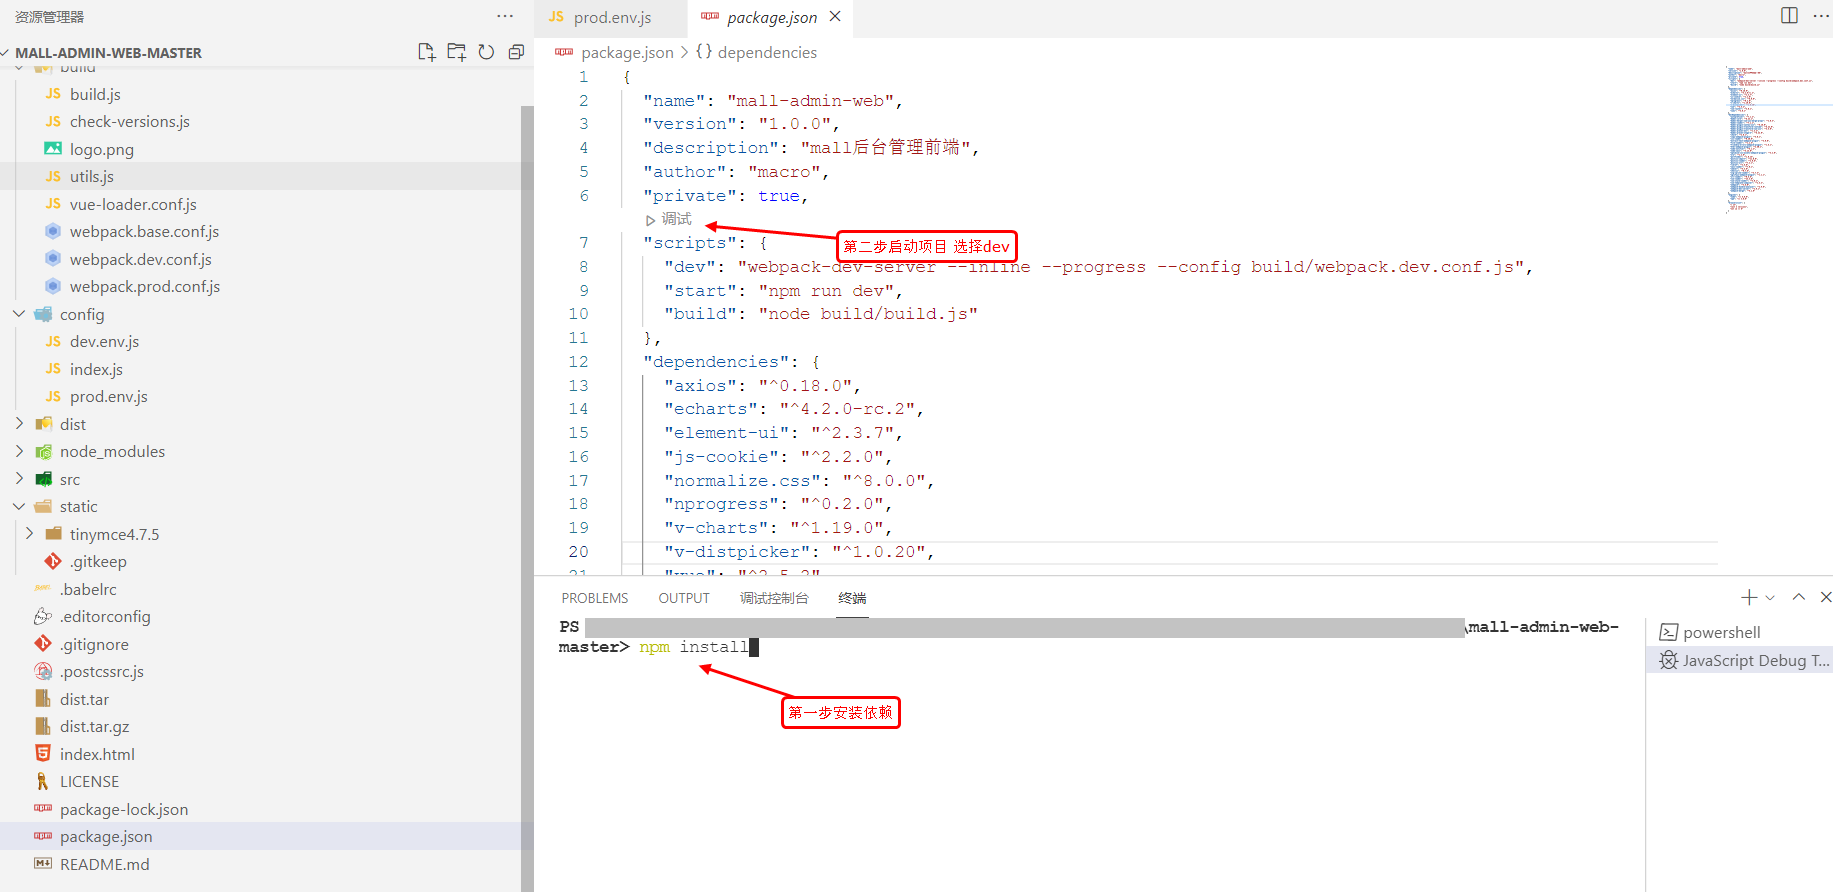 资源管理器
MALL-ADMIN-WEB-MASTER
build
JS build.js
JS check-versions.js
logo.png
JS utils.js
JS vue-loader.conf.js
webpack.base.conf.js
webpack.dev.conf.js
webpack.prod.conf.js
config
JS dev.env.js
JS index.js
JS prod.env.js
dist
node_modules
src
static
tinymce4.7.5
.gitkeep
.babelrc
.editorconfig
.gitignore
.postcssrc.js
dist.tar
dist.tar.gz
index.html
LICENSE
package-lock.json
package.json
README.md
JS prod.env.js
package.json
package.json > {} dependencies
1 {
2 "name": "mall-admin-web",
3 "version": "1.0.0",
4 "description": "mall后台管理前端",
5 "author": "macro",
6 "private": true,
调试
第二步启动项目 选择dev
7 "scripts": {
8 "dev": "webpack-dev-server --inline --progress --config build/webpack.dev.conf.js",
9 "start": "npm run dev",
10 "build": "node build/build.js"
11 },
12 "dependencies": {
13 "axios": "^0.18.0",
14 "echarts": "^4.2.0-rc.2",
15 "element-ui": "^2.3.7",
16 "js-cookie": "^2.2.0",
17 "normalize.css": "^8.0.0",
18 "nprogress": "^0.2.0",
19 "v-charts": "^1.19.0",
20 "v-distpicker": "^1.0.20",
21 "vue": "^2.5.2"
PROBLEMS OUTPUT 调试控制台 终端
PS \mall-admin-web-
master> npm install
第一步安装依赖
powershell
JavaScript Debug T...